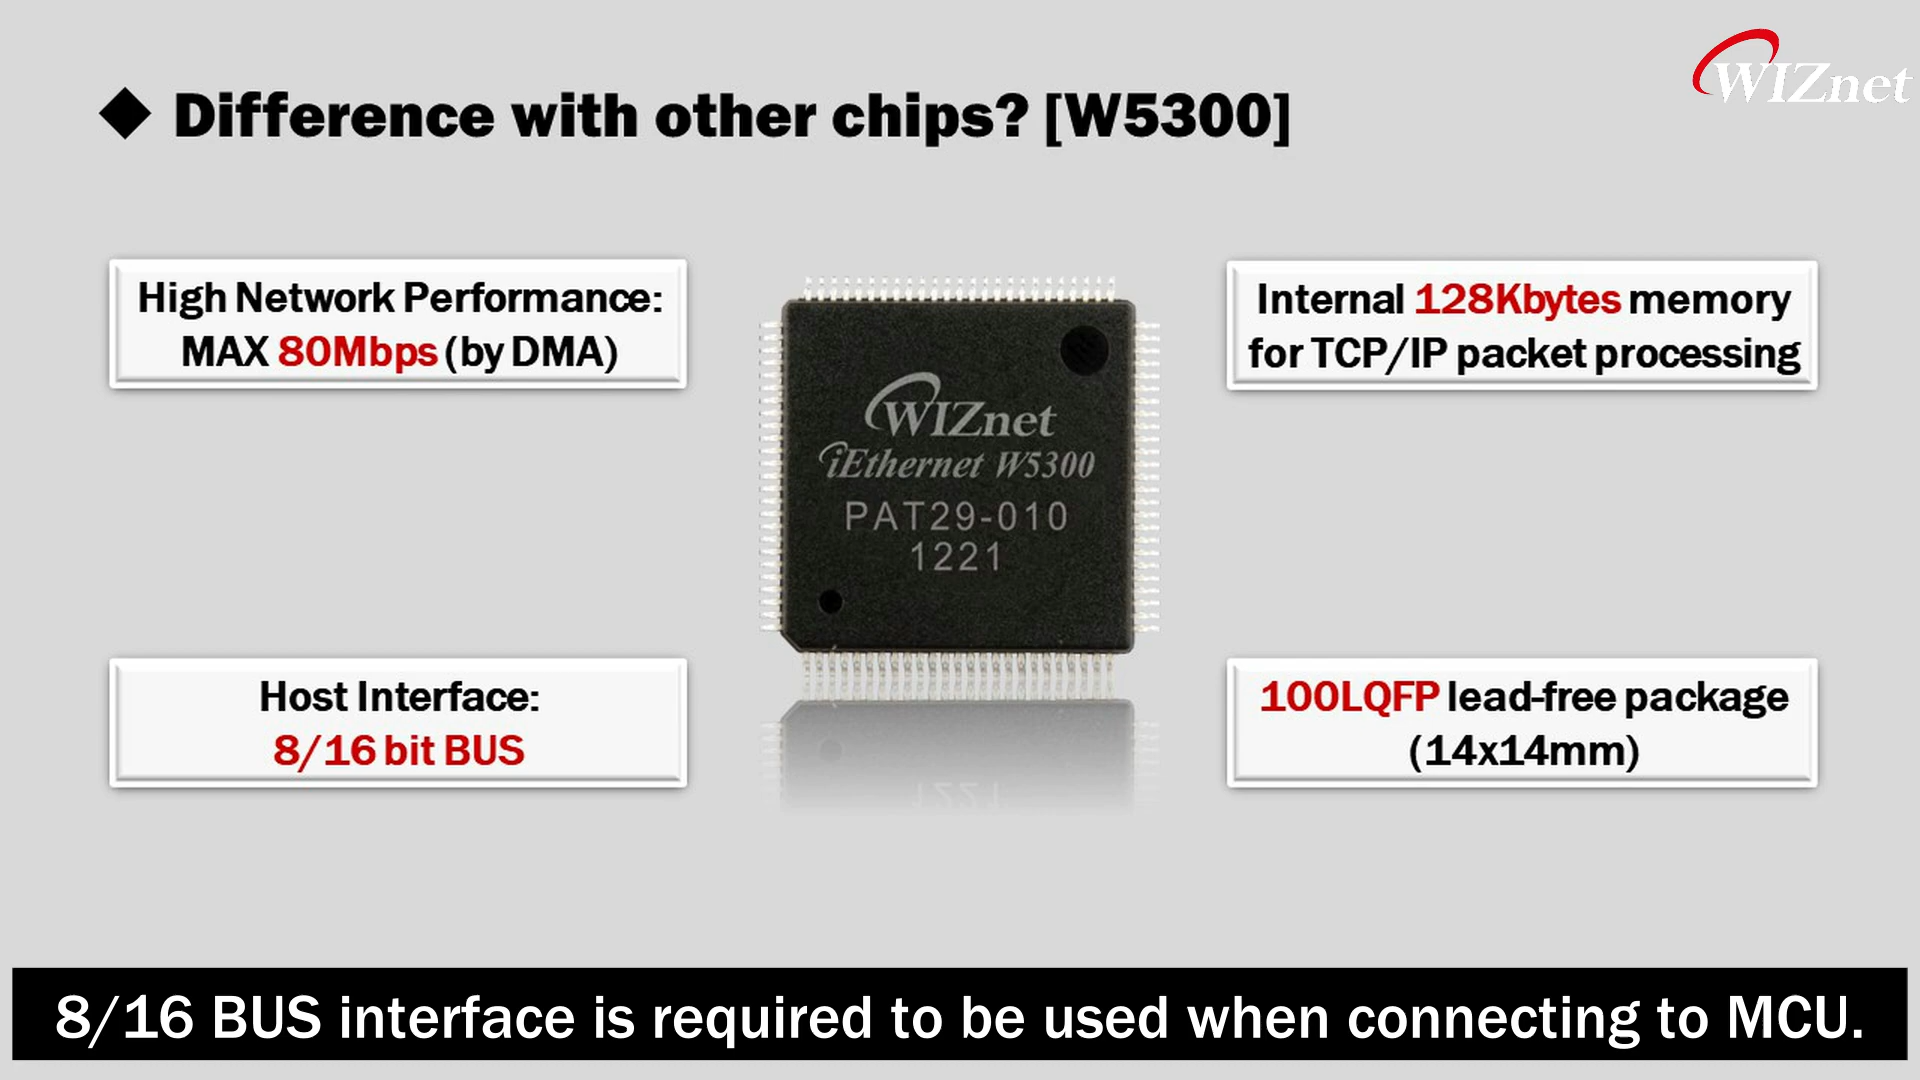 WIZnet
Difference with other chips? [W5300]
High Network Performance:
MAX 80Mbps (by DMA)
Internal 128Kbytes memory
for TCP/IP packet processing
WIZnet
iEthernet W5300
PAT29-010
1221
Host Interface:
8/16 bit BUS
100LQFP lead-free package
(14x14mm)
1221
8/16 BUS interface is required to be used when connecting to MCU.